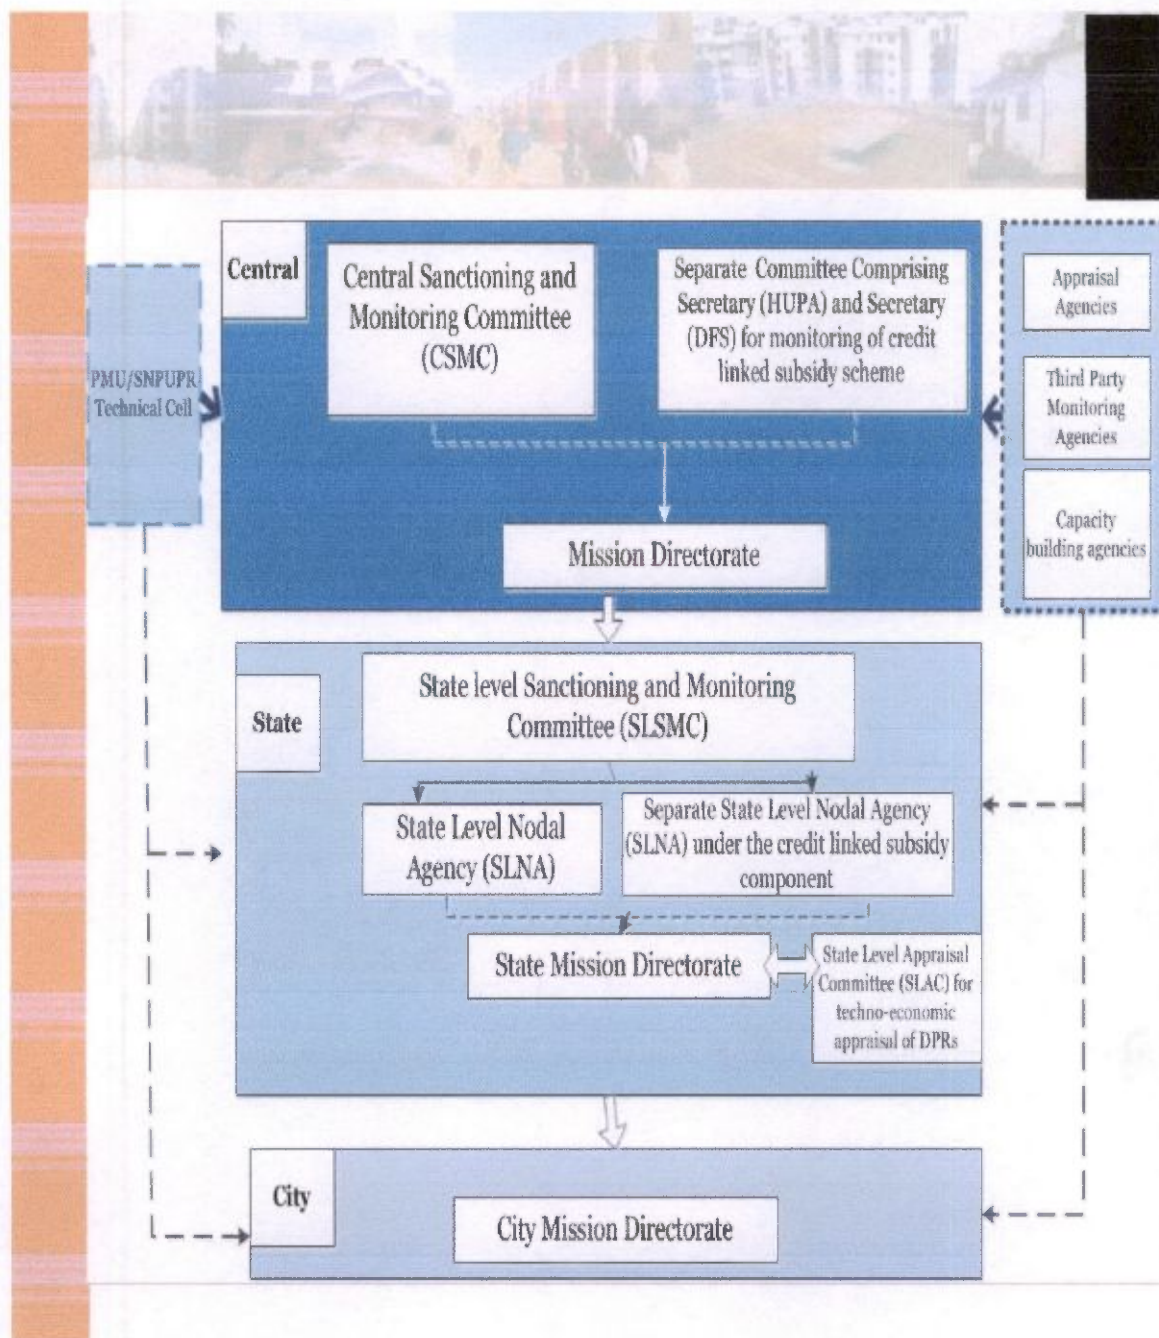 Central
Central Sanctioning and
Monitoring Committee
(CSMC)
Separate Committee Comprising
Secretary (HUPA) and Secretary
(DFS) for monitoring of credit
linked subsidy scheme
Mission Directorate
PMU/SNPUPR
Technical Cell
Appraisal
Agencies
Third Party
Monitoring
Agencies
Capacity
building agencies
State
State level Sanctioning and Monitoring
Committee (SLSMC)
State Level Nodal
Agency (SLNA)
Separate State Level Nodal Agency
(SLNA) under the credit linked subsidy
component
State Mission Directorate
State Level Appraisal
Committee (SLAC) for
techno-economic
appraisal of DPRs
City
City Mission Directorate